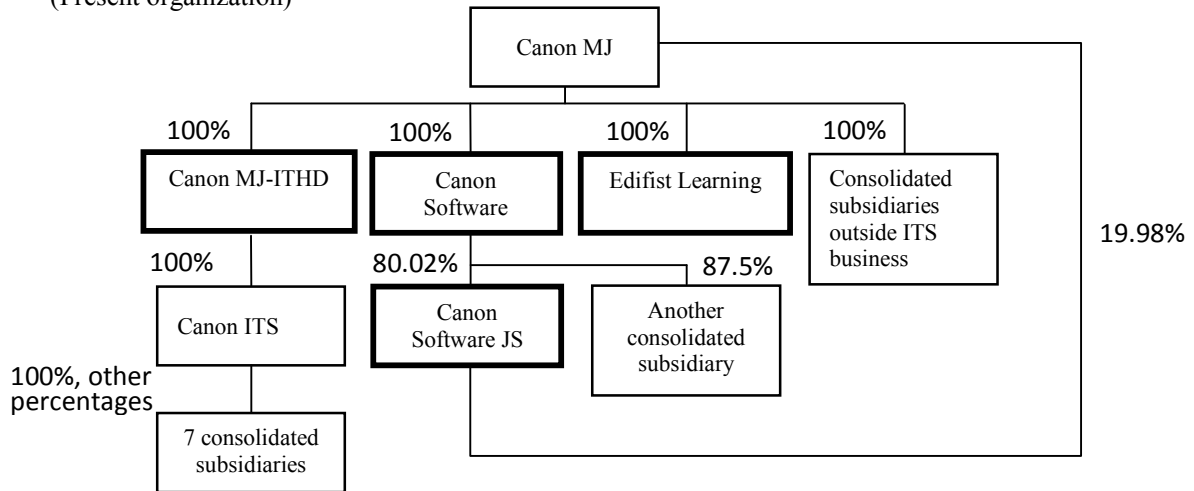 (Present organization)
Canon MJ
100%
100%
100%
100%
Canon MJ-ITHD
Canon
Software
Edifist Learning
Consolidated
subsidiaries
outside ITS
business
19.98%
100%
80.02%
87.5%
Canon ITS
Canon
Software JS
Another
consolidated
subsidiary
100%, other
percentages
7 consolidated
subsidiaries